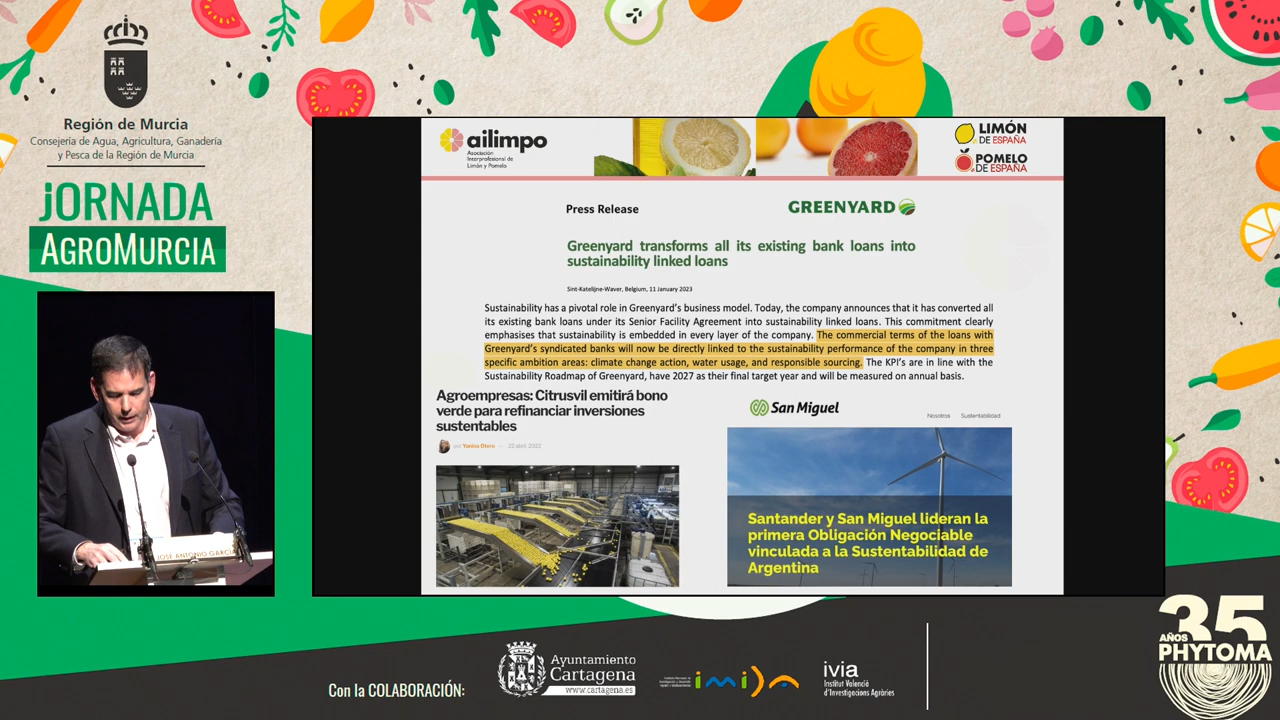 Región de Murcia
Consejería de Agua, Agricultura, Ganadería
y Pesca de la Región de Murcia
jORNADA
AGROMURCIA
ailimpo
Asociación
Interprofesional de
Limón y Pomelo
LIMÓN
DE ESPAÑA
POMELO
DE ESPAÑA
Press Release
GREENYARD
Greenyard transforms all its existing bank loans into
sustainability linked loans
Sint-Katelijne-Waver, Belgium, 11 January 2023
Sustainability has a pivotal role in Greenyard's business model. Today, the company announces that it has converted all
its existing bank loans under its Senior Facility Agreement into sustainability linked loans. This commitment clearly
emphasises that sustainability is embedded in every layer of the company. The commercial terms of the loans with
Greenyard's syndicated banks will now be directly linked to the sustainability performance of the company in three
specific ambition areas: climate change action, water usage, and responsible sourcing. The KPI's are in line with the
Sustainability Roadmap of Greenyard, have 2027 as their final target year and will be measured on annual basis.
Agroempresas: Citrusvil emitirá bono
verde para refinanciar inversiones
sustentables
por Yanina Otero — 22 abril, 2022
San Miguel
Nosotros Sustentabilidad
Santander y San Miguel lideran la
primera Obligación Negociable
vinculada a la Sustentabilidad de
Argentina
JOSÉ ANTONIO GARCÍA
Con la COLABORACIÓN:
Ayuntamiento
Cartagena
www.cartagena.es
imida
ivia
Institut Valencià
d'Investigacions Agràries
35
AÑOS
PHYTOMA